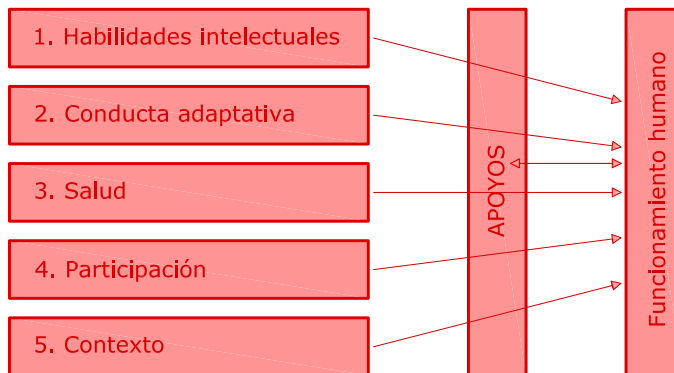 1. Habilidades intelectuales
2. Conducta adaptativa
3. Salud
4. Participación
5. Contexto
APOYOS
Funcionamiento humano